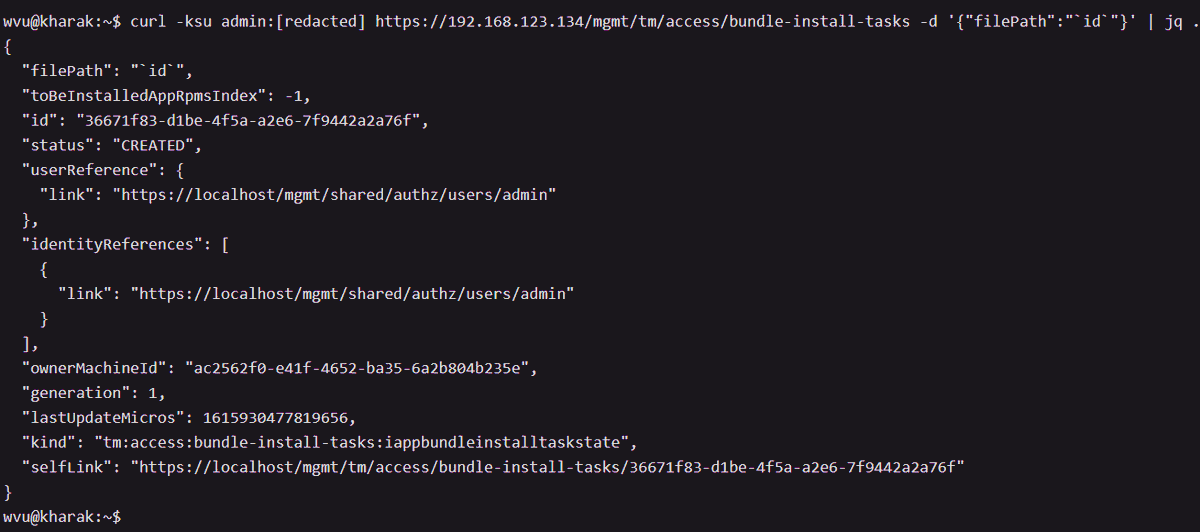 wvu@kharak:~$ curl -ksu admin:[redacted] https://192.168.123.134/mgmt/tm/access/bundle-install-tasks -d '{"filePath":"`id`"}' | jq .
{
  "filePath": "`id`",
  "toBeInstalledAppRpmsIndex": -1,
  "id": "36671f83-d1be-4f5a-a2e6-7f9442a2a76f",
  "status": "CREATED",
  "userReference": {
    "link": "https://localhost/mgmt/shared/authz/users/admin"
  },
  "identityReferences": [
    {
      "link": "https://localhost/mgmt/shared/authz/users/admin"
    }
  ],
  "ownerMachineId": "ac2562f0-e41f-4652-ba35-6a2b804b235e",
  "generation": 1,
  "lastUpdateMicros": 1615930477819656,
  "kind": "tm:access:bundle-install-tasks:iappbundleinstalltaskstate",
  "selfLink": "https://localhost/mgmt/tm/access/bundle-install-tasks/36671f83-d1be-4f5a-a2e6-7f9442a2a76f"
}
wvu@kharak:~$